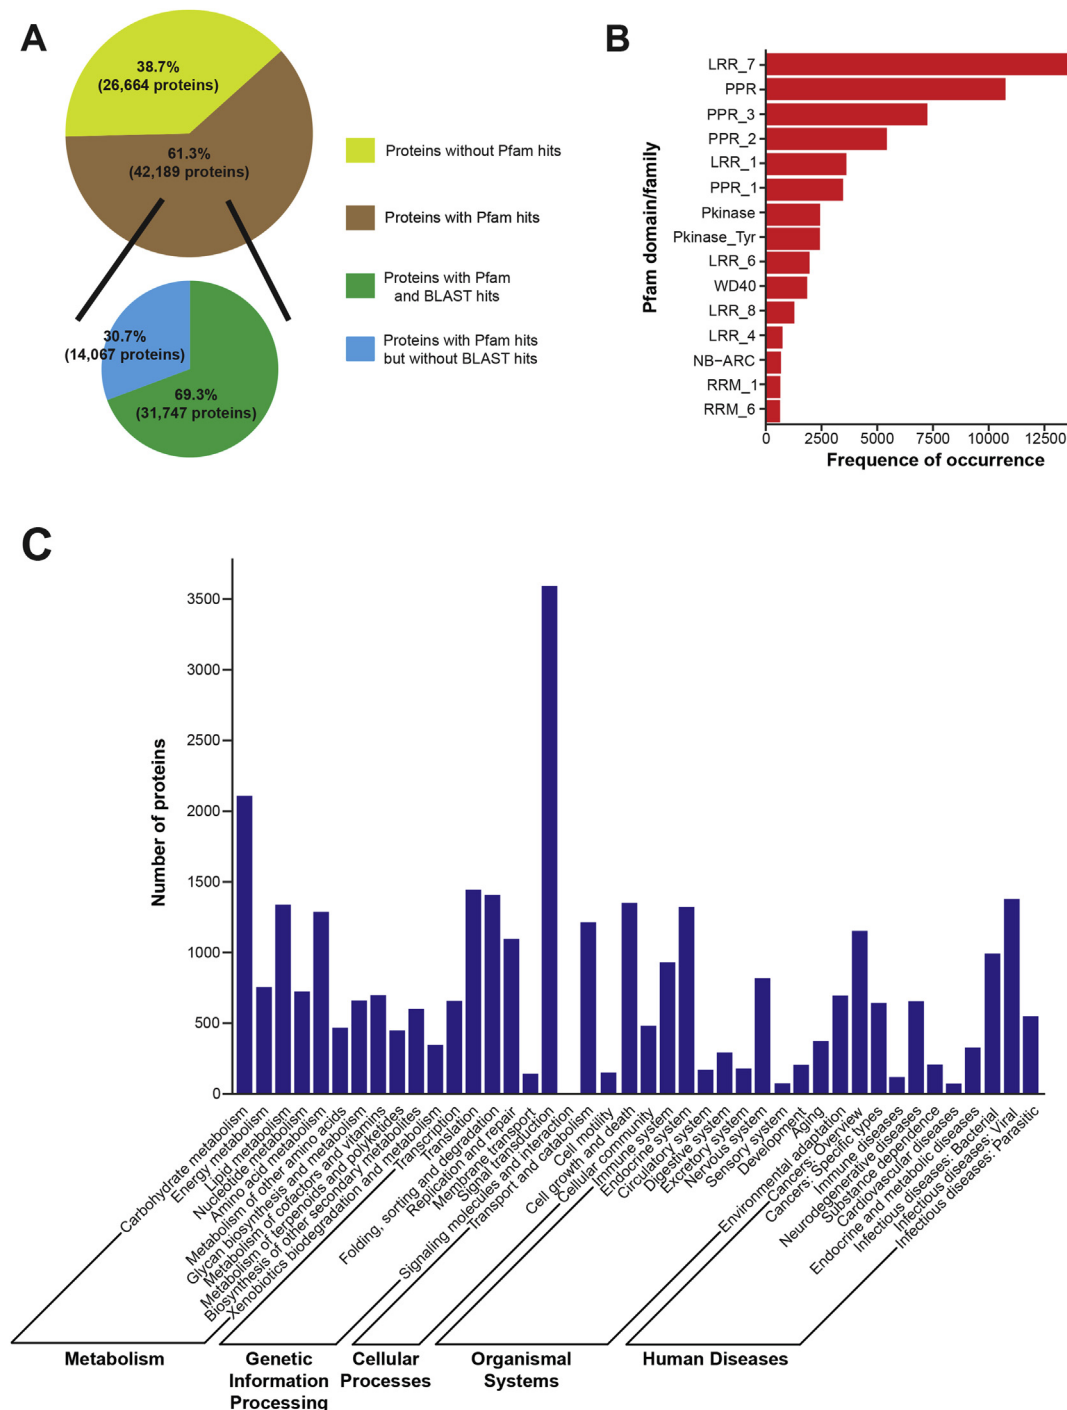 A
38.7%
(26,664 proteins)
61.3%
(42,189 proteins)
30.7%
(14,067 proteins)
69.3%
(31,747 proteins)
Proteins without Pfam hits
Proteins with Pfam hits
Proteins with Pfam
and BLAST hits
Proteins with Pfam hits
but without BLAST hits
B
Pfam domain/family
LRR_7
PPR
PPR_3
PPR_2
LRR_1
PPR_1
Pkinase
Pkinase_Tyr
LRR_6
WD40
LRR_8
LRR_4
NB-ARC
RRM_1
RRM_6
0 2500 5000 7500 10000 12500
Frequence of occurrence
C
Number of proteins
3500
3000
2500
2000
1500
1000
500
0
Carbohydrate metabolism
Energy metabolism
Lipid metabolism
Nucleotide metabolism
Amino acid metabolism
Metabolism of other amino acids
Glycan biosynthesis and metabolism
Metabolism of cofactors and vitamins
Metabolism of terpenoids and polyketides
Biosynthesis of other secondary metabolites
Xenobiotics biodegradation and metabolism
Transcription
Translation
Folding, sorting and degradation
Replication and repair
Membrane transport
Signal transduction
Signaling molecules and interaction
Transport and catabolism
Cell motility
Cell growth and death
Cellular community
Immune system
Endocrine system
Circulatory system
Digestive system
Excretory system
Nervous system
Sensory system
Development
Aging
Environmental adaptation
Cancers: Overview
Cancers: Specific types
Immune diseases
Neurodegenerative diseases
Substance dependence
Cardiovascular diseases
Endocrine and metabolic diseases
Infectious diseases: Bacterial
Infectious diseases: Viral
Infectious diseases: Parasitic
Metabolism
Genetic
Information
Processing
Cellular
Processes
Organismal
Systems
Human Diseases